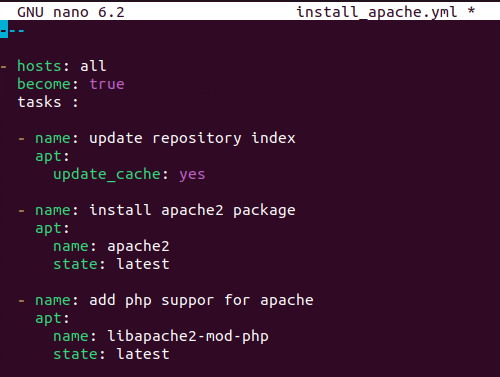 GNU nano 6.2 install_apache.yml *
---
- hosts: all
become: true
tasks :
- name: update repository index
apt:
update_cache: yes
- name: install apache2 package
apt:
name: apache2
state: latest
- name: add php suppor for apache
apt:
name: libapache2-mod-php
state: latest